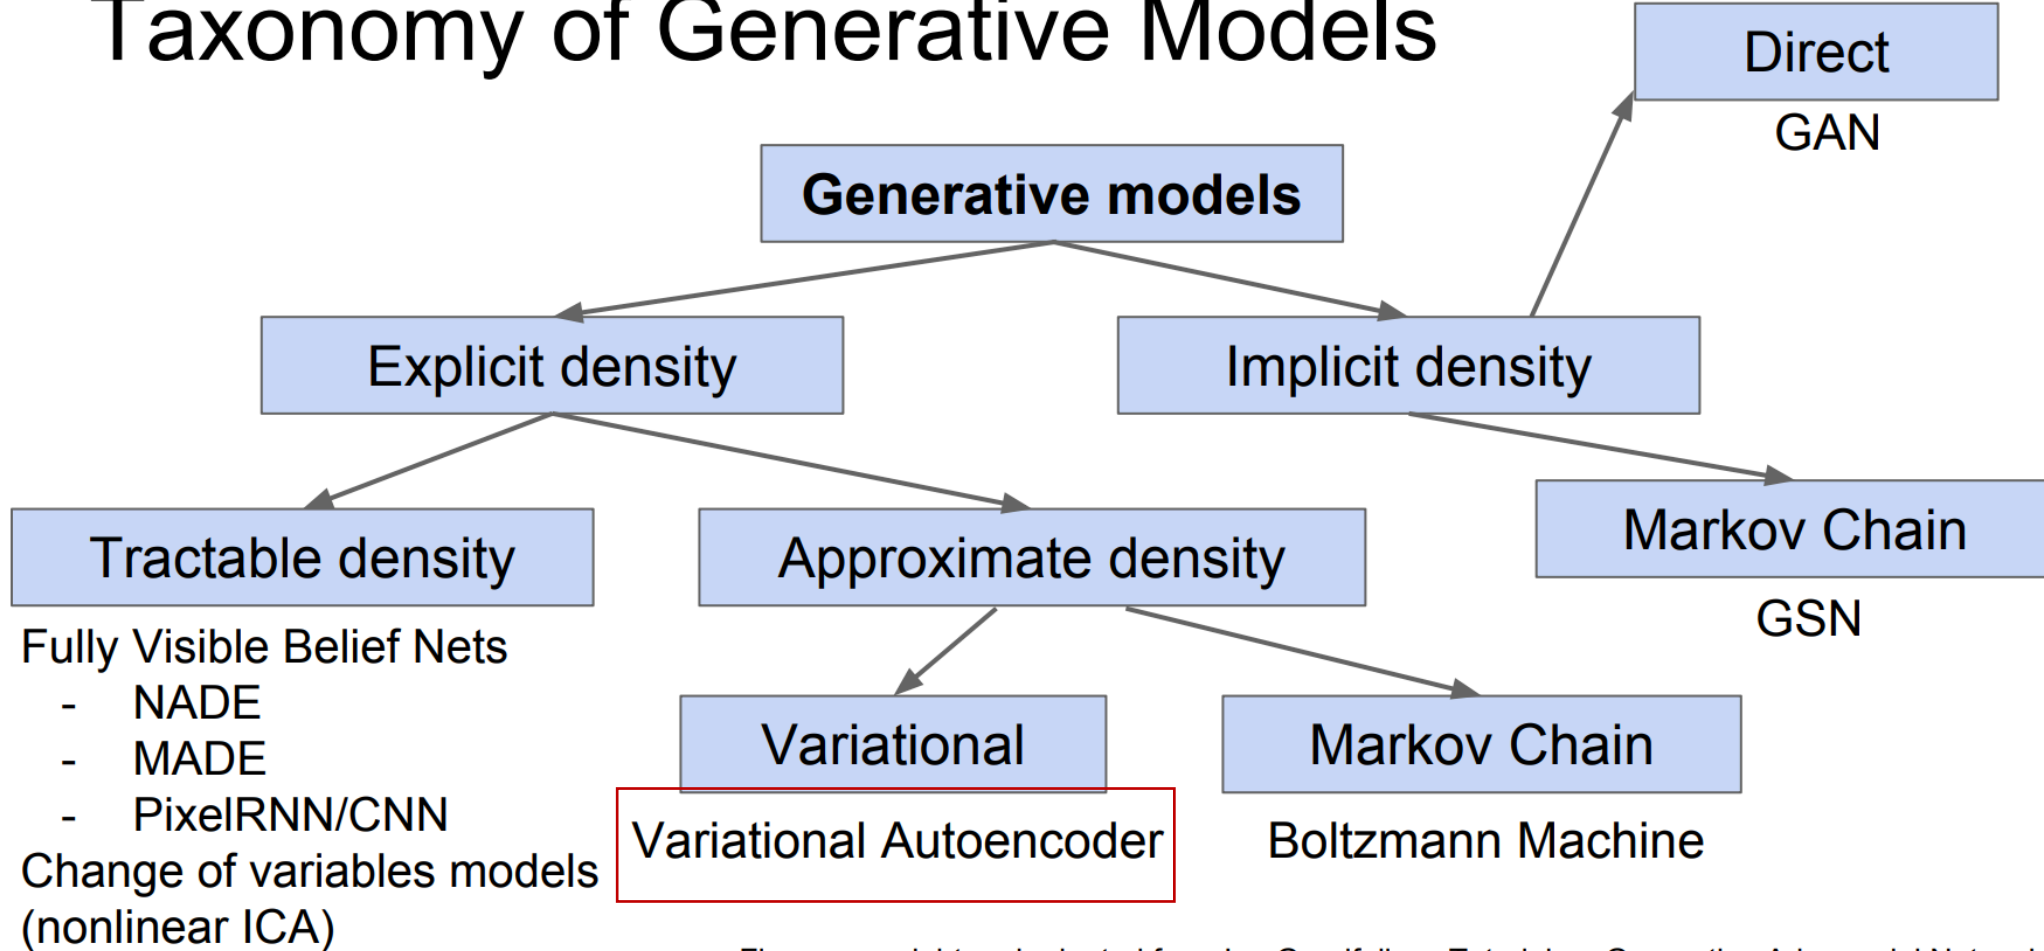 Taxonomy of Generative Models
Direct
GAN
Generative models
Explicit density
Implicit density
Tractable density
Approximate density
Markov Chain
GSN
Fully Visible Belief Nets
- NADE
- MADE
- PixelRNN/CNN
Change of variables models
(nonlinear ICA)
Variational
Variational Autoencoder
Markov Chain
Boltzmann Machine